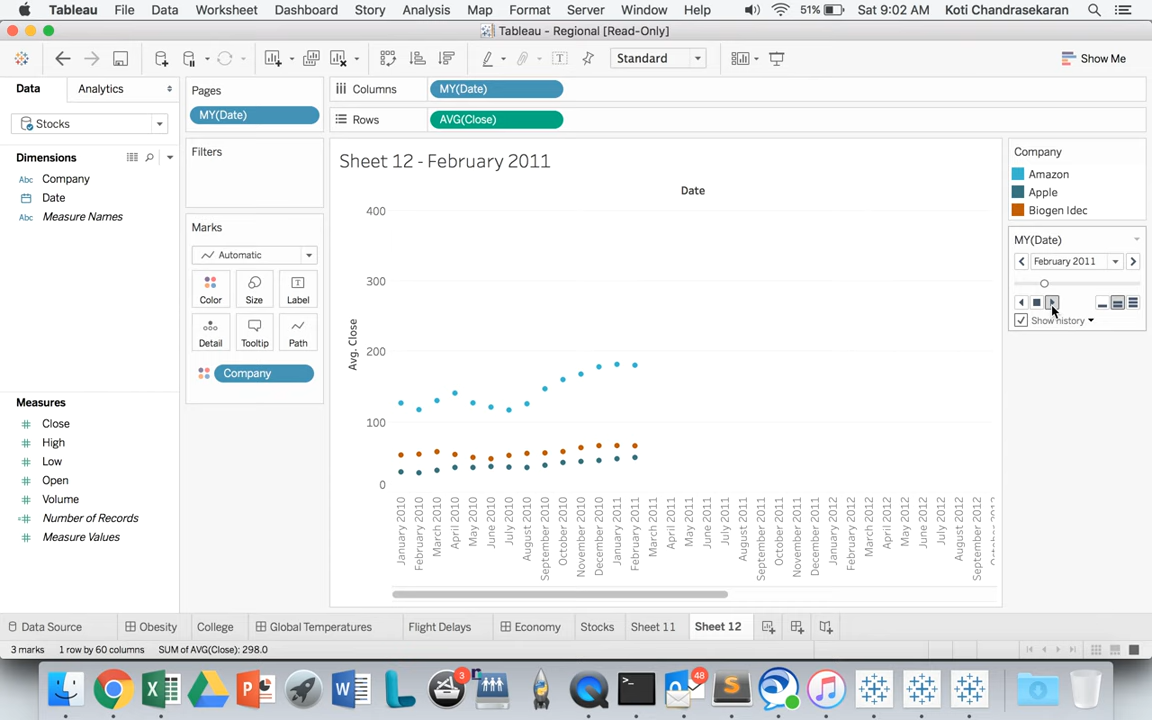 Tableau File Data Worksheet Dashboard Story Analysis Map Format Server Window Help 51% Sat 9:02 AM Koti Chandrasekaran
Tableau - Regional [Read-Only]
Standard Show Me
Data Analytics
Stocks
Dimensions
Abc Company
Date
Abc Measure Names
Measures
Close
High
Low
Open
Volume
Number of Records
Measure Values
Pages
MY(Date)
Filters
Marks
Automatic
Color Size Label
Detail Tooltip Path
Company
Columns MY(Date)
Rows AVG(Close)
Sheet 12 - February 2011
Date
Avg. Close
400
300
200
100
0
January 2010
February 2010
March 2010
April 2010
May 2010
June 2010
July 2010
August 2010
September 2010
October 2010
November 2010
December 2010
January 2011
February 2011
March 2011
April 2011
May 2011
June 2011
July 2011
August 2011
September 2011
October 2011
November 2011
December 2011
January 2012
February 2012
March 2012
April 2012
May 2012
June 2012
July 2012
August 2012
September 2012
Company
Amazon
Apple
Biogen Idec
MY(Date)
February 2011
Show history
Data Source Obesity College Global Temperatures Flight Delays Economy Stocks Sheet 11 Sheet 12
3 marks 1 row by 60 columns SUM of AVG(Close): 298.0
3 48